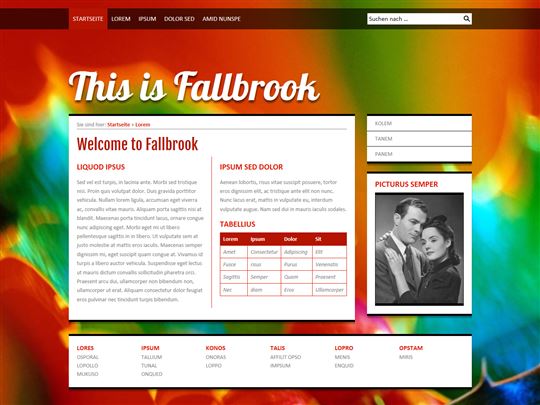 STARTSEITE LOREM IPSUM DOLOR SED AMID NUNSPE
Suchen nach ...
This is Fallbrook
Sie sind hier: Startseite » Lorem
Welcome to Fallbrook
LIQUOD IPSUS
Sed vel est turpis, in lacinia ante. Morbi sed tristique
nisi. Proin quis volutpat dolor. Duis gravida porttitor
vehicula. Nullam lorem ligula, accumsan eget viverra
ac, convallis vitae mauris. Aliquam porta sagittis nisi at
blandit. Maecenas porta tincidunt lacus, ornare congue
nunc adipiscing eget. Morbi eget mi ut libero
pellentesque sagittis in in libero. Ut vulputate sem at
justo molestie at mattis eros iaculis. Maecenas semper
dignissim mi, eget suscipit quam congue at. Vivamus id
turpis a libero auctor vehicula. Suspendisse eget lectus
ut mauris dictum convallis sollicitudin pharetra orci.
Praesent arcu dui, ullamcorper non bibendum non,
ullamcorper ut erat. Aliquam consectetur dolor feugiat
eros pulvinar nec tincidunt turpis bibendum.
IPSUM SED DOLOR
Aenean lobortis, risus vitae suscipit posuere, tortor
eros dignissim elit, ac tristique ante elit non nunc.
Nunc lacus erat, mattis in vulputate eu, interdum
vulputate augue. Nam sed dui in mauris iaculis sodales.
TABELLIUS
Lorem Ipsum Dolor Sit
Amet Consectetur Adipiscing Elit
Fusce risus Purus Venenatis
Sagittis Semper Quam Praesent
Nec diam Eros Ullamcorper
KOLEM
TANEM
PANEM
PICTURUS SEMPER
LORES IPSUM KONOS TALIS LOPRO OPSTAM
OSPORAL TALLIUM ONORAS AFFILIT OPSO MENIS MIRIS
LOPOLLO TUNAL LOPPO IMPSUM ENQUID
MUKUSO ONQUED